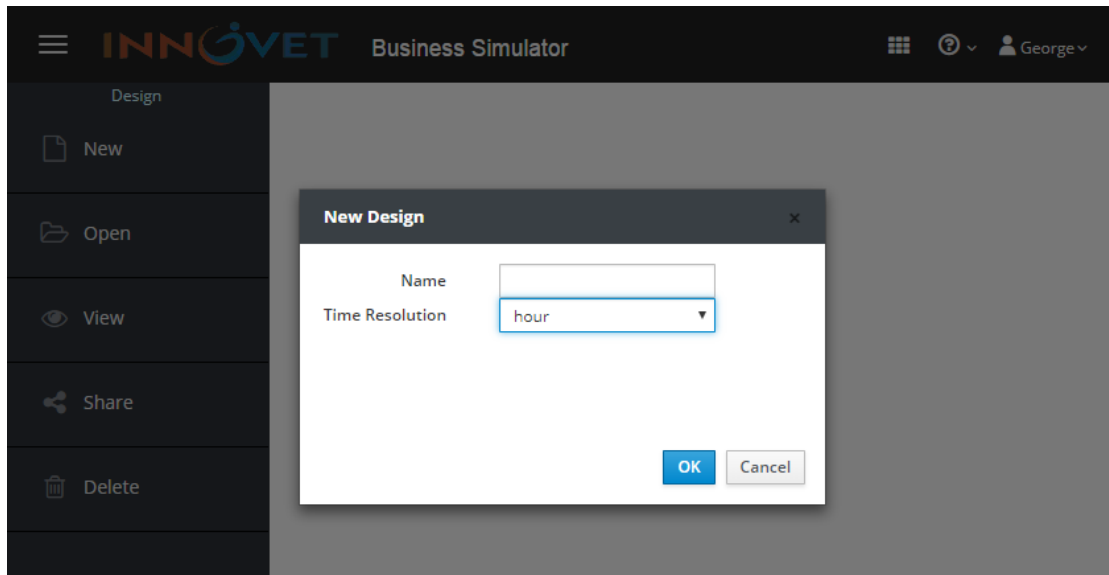 INNOVET Business Simulator George
Design
New
Open
View
Share
Delete
New Design ×
Name
Time Resolution hour
OK Cancel